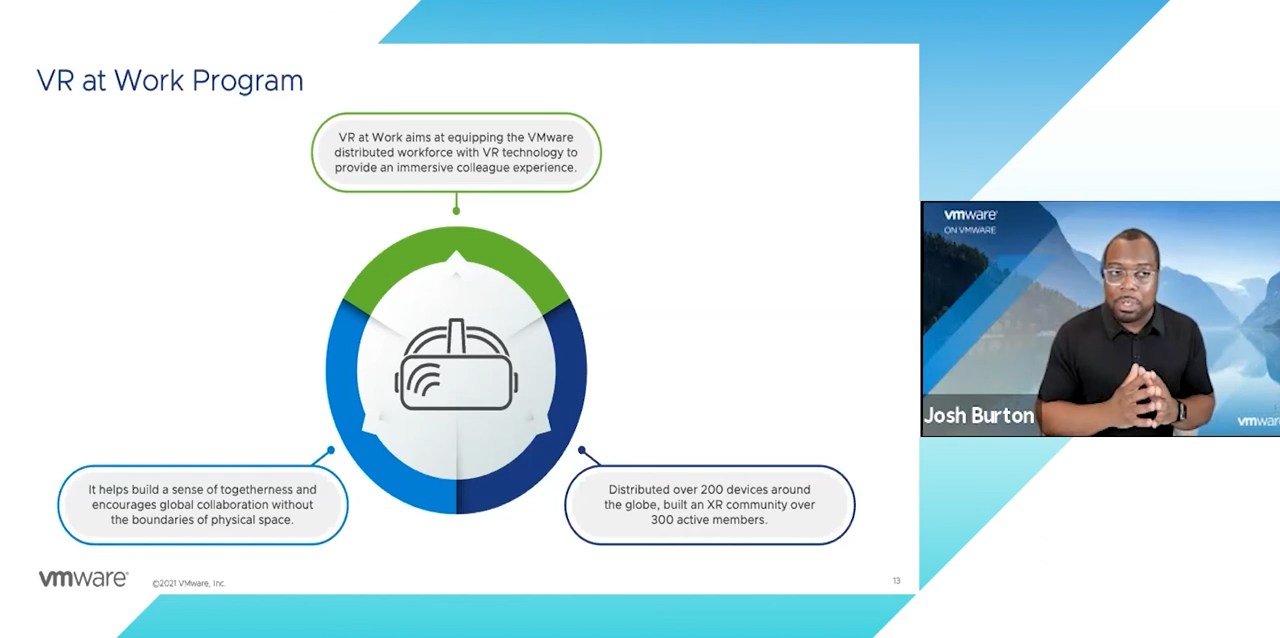 VR at Work Program
VR at Work aims at equipping the VMware
distributed workforce with VR technology to
provide an immersive colleague experience.
It helps build a sense of togetherness and
encourages global collaboration without
the boundaries of physical space.
Distributed over 200 devices around
the globe, built an XR community over
300 active members.
vmware®
©2021 VMware, Inc.
13
vmware®
ON VMWARE
Josh Burton
vmware